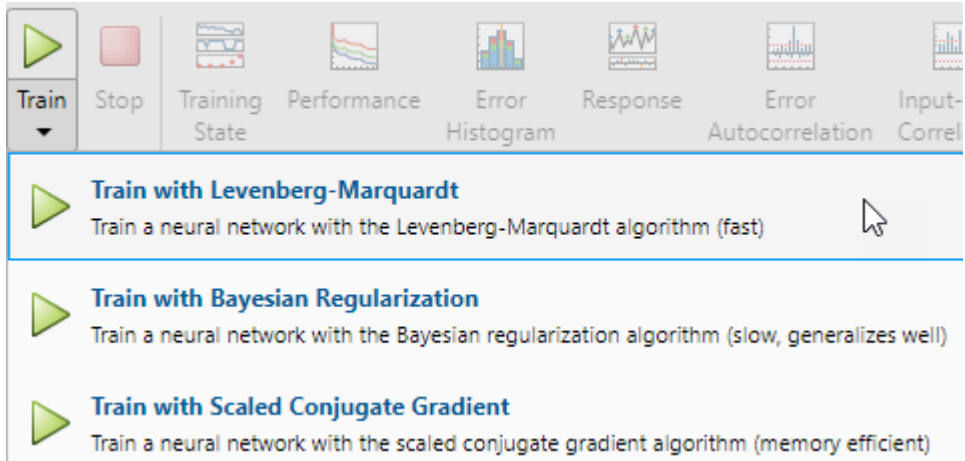 Train Stop Training State Performance Error Histogram Response Error Autocorrelation Input-
Train with Levenberg-Marquardt
Train a neural network with the Levenberg-Marquardt algorithm (fast)
Train with Bayesian Regularization
Train a neural network with the Bayesian regularization algorithm (slow, generalizes well)
Train with Scaled Conjugate Gradient
Train a neural network with the scaled conjugate gradient algorithm (memory efficient)